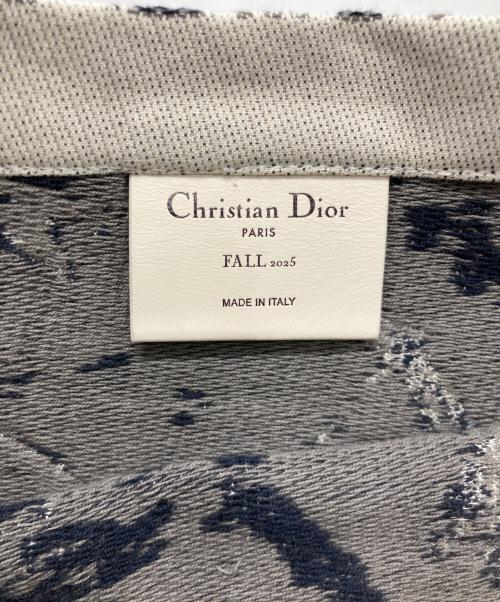 Christian Dior
PARIS
FALL 2025
MADE IN ITALY